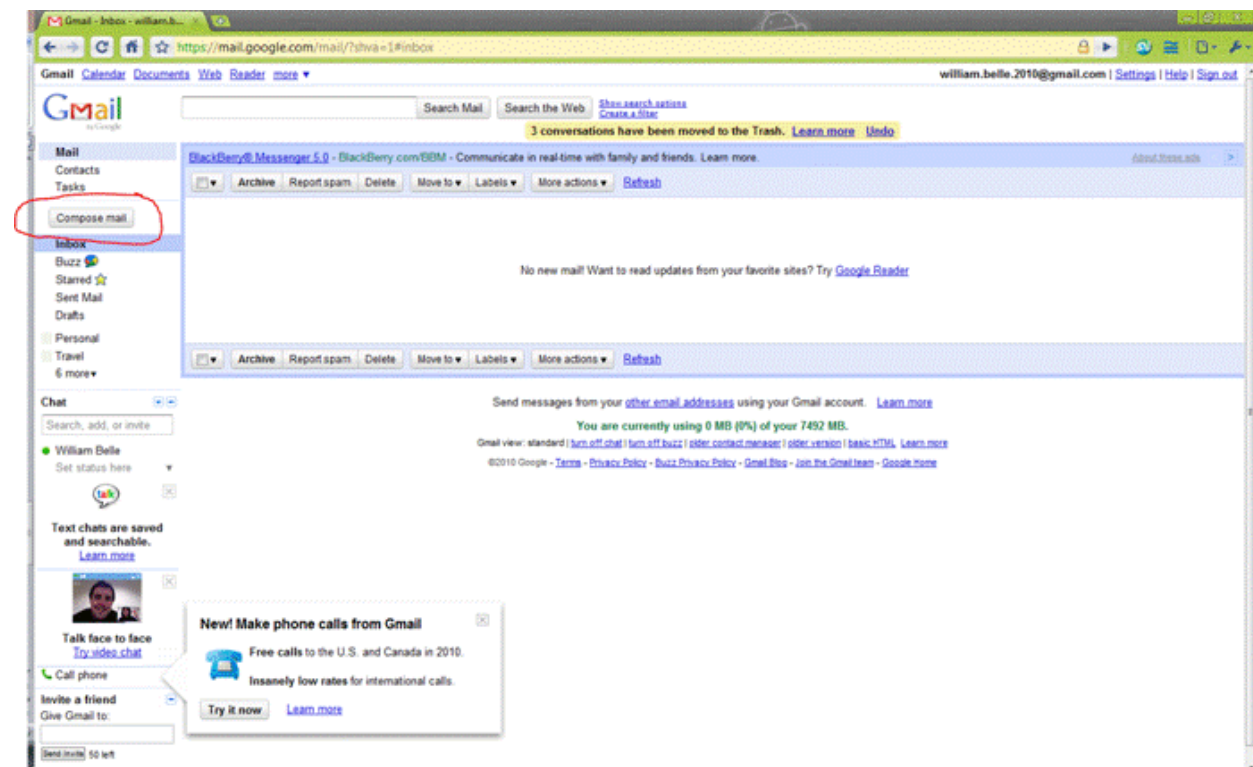 Gmail - Inbox - william.b...
https://mail.google.com/mail/?shva=1#inbox
Gmail Calendar Documents Web Reader more ▼
william.belle.2010@gmail.com | Settings | Help | Sign out
Gmail
by Google
Search Mail Search the Web Show search options
Create a filter
3 conversations have been moved to the Trash. Learn more Undo
Mail
Contacts
Tasks
Compose mail
Inbox
Buzz
Starred
Sent Mail
Drafts
Personal
Travel
6 more▼
BlackBerry® Messenger 5.0 - BlackBerry.com/BBM - Communicate in real-time with family and friends. Learn more.
About these ads >
Archive Report spam Delete Move to ▼ Labels ▼ More actions ▼ Refresh
No new mail! Want to read updates from your favorite sites? Try Google Reader
Archive Report spam Delete Move to ▼ Labels ▼ More actions ▼ Refresh
Chat
Search, add, or invite
William Belle
Set status here ▼
talk
Text chats are saved
and searchable.
Learn more
Talk face to face
Try video chat
Call phone
Invite a friend
Give Gmail to:
Send Invite 50 left
Send messages from your other email addresses using your Gmail account. Learn more
You are currently using 0 MB (0%) of your 7492 MB.
Gmail view: standard | turn off chat | turn off buzz | older contact manager | older version | basic HTML Learn more
©2010 Google - Terms - Privacy Policy - Buzz Privacy Policy - Gmail Blog - Join the Gmail team - Google Home
New! Make phone calls from Gmail
Free calls to the U.S. and Canada in 2010.
Insanely low rates for international calls.
Try it now Learn more